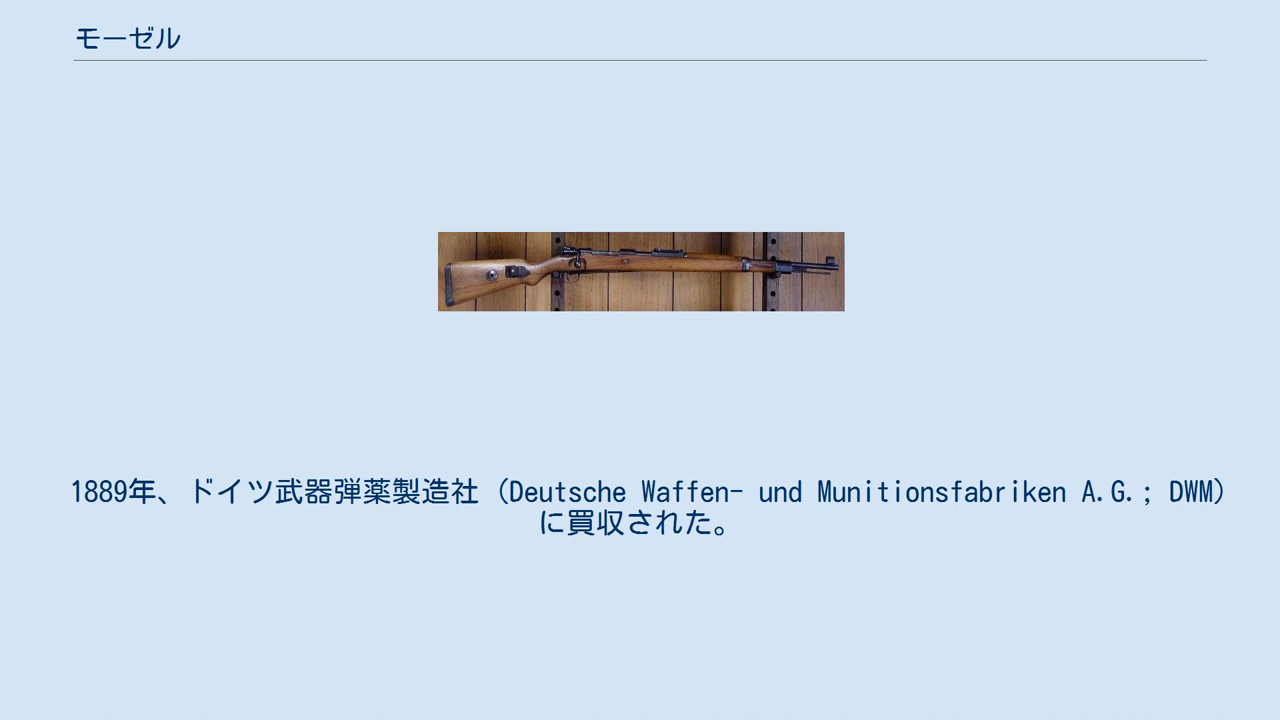 モーゼル
1889年、ドイツ武器弾薬製造社（Deutsche Waffen- und Munitionsfabriken A.G.; DWM）
に買収された。